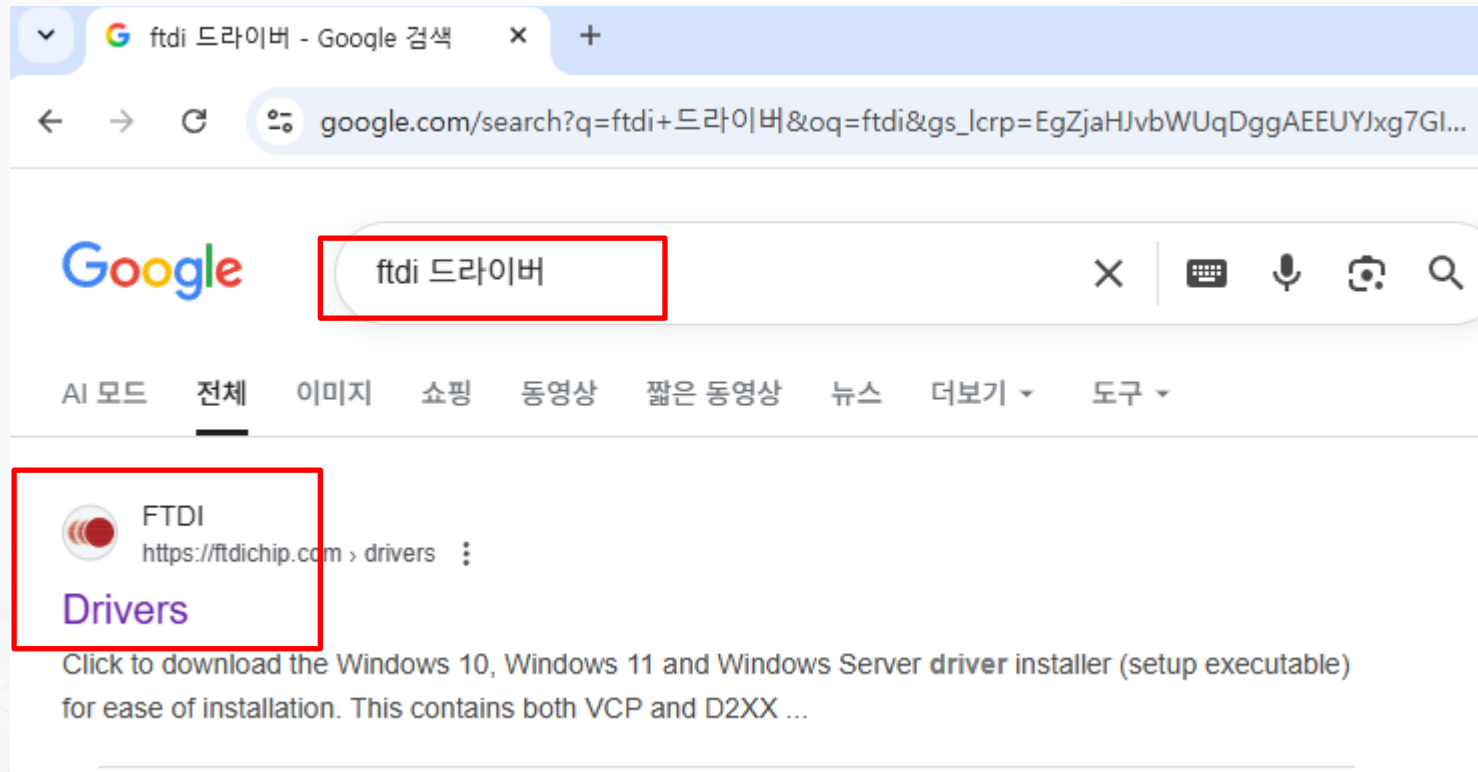 ftdi 드라이버 - Google 검색
google.com/search?q=ftdi+드라이버&oq=ftdi&gs_lcrp=EgZjaHJvbWUqDggAEEUYJxg7GI...
Google
ftdi 드라이버
AI 모드 전체 이미지 쇼핑 동영상 짧은 동영상 뉴스 더보기 도구
FTDI
https://ftdichip.com › drivers
Drivers
Click to download the Windows 10, Windows 11 and Windows Server driver installer (setup executable)
for ease of installation. This contains both VCP and D2XX ...